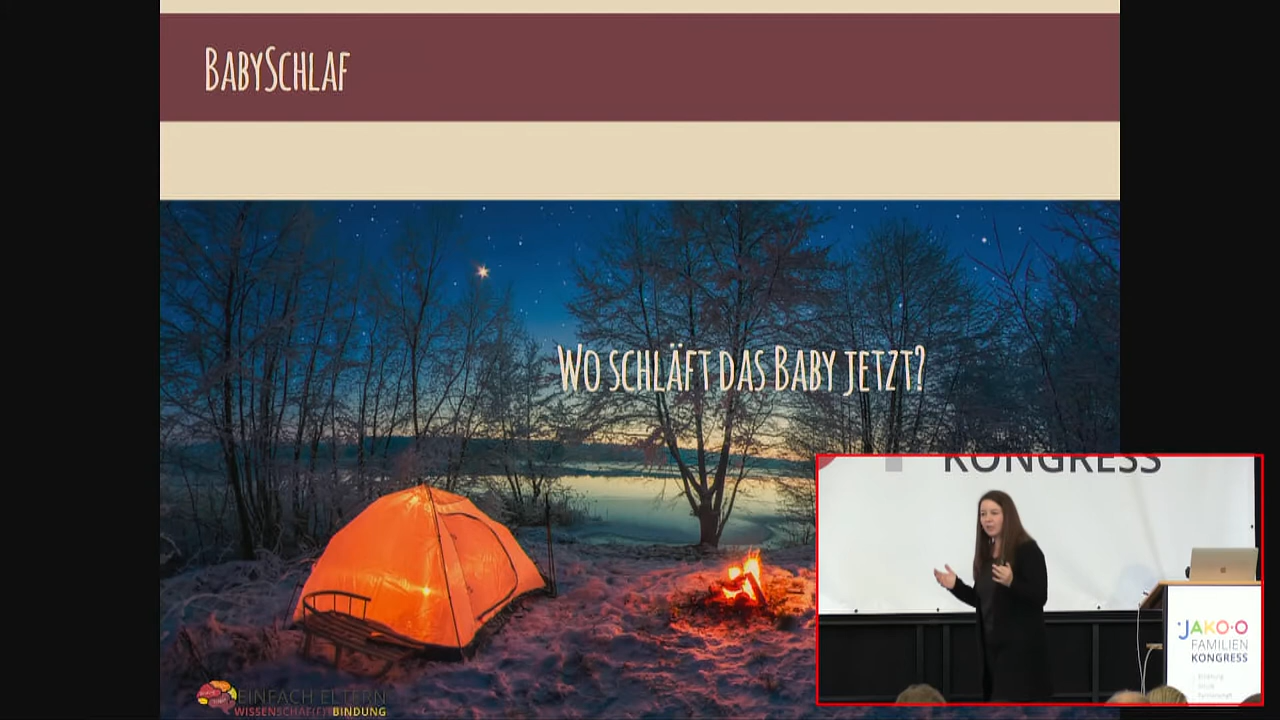 BABYSCHLAF
WO SCHLÄFT DAS BABY JETZT?
KONGRESS
JAKO·O
FAMILIEN
KONGRESS
EINFACH ELTERN
WISSENSCHAF(F)T BINDUNG